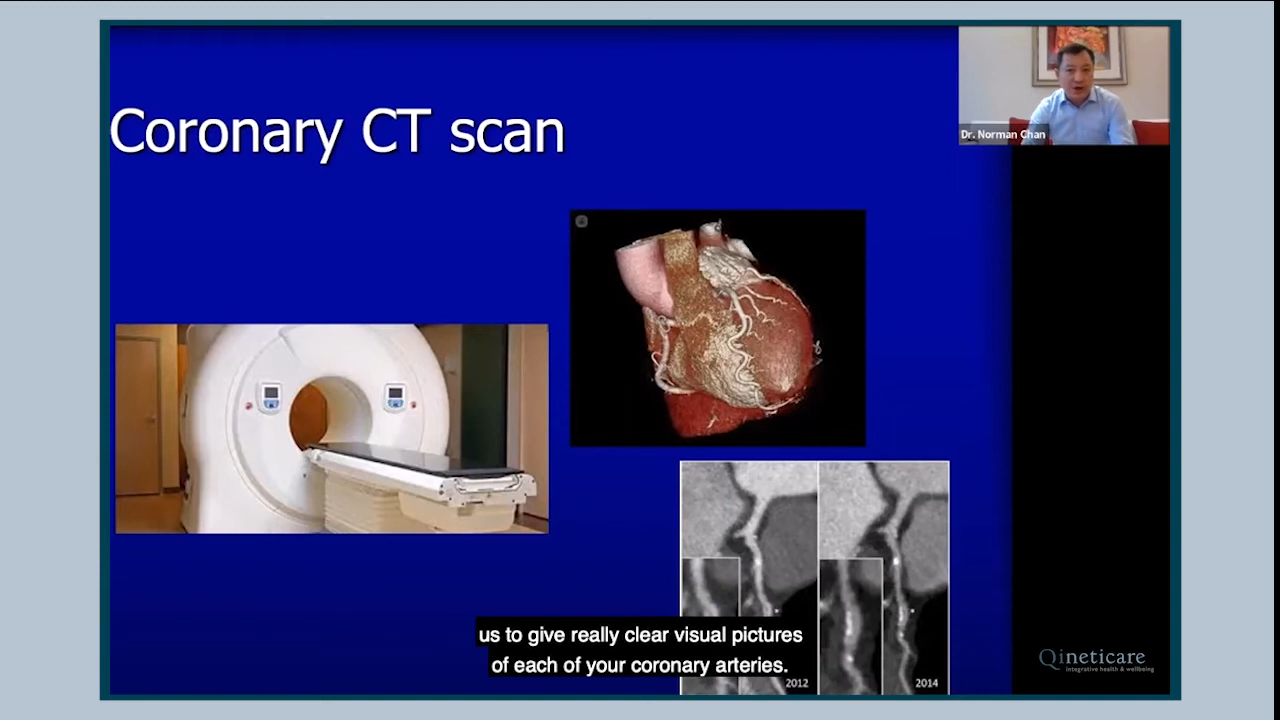 Coronary CT scan
Dr. Norman Chan
us to give really clear visual pictures
of each of your coronary arteries.
2012
2014
Qineticare
integrative health & wellbeing